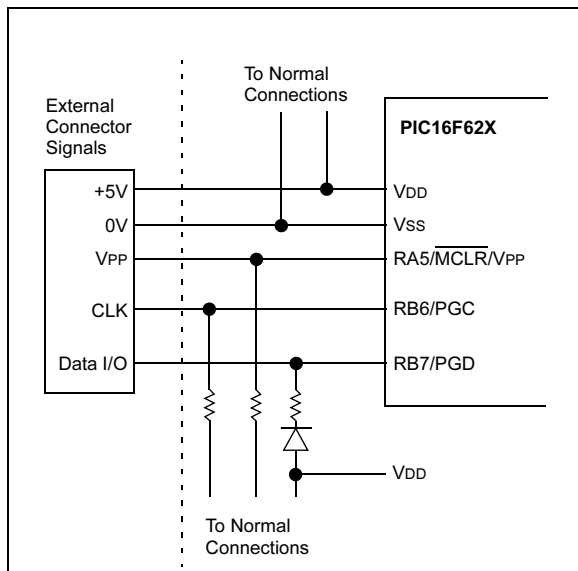 To Normal
Connections
External
Connector
Signals
PIC16F62X
+5V
VDD
0V
VSS
VPP
RA5/MCLR/VPP
CLK
RB6/PGC
Data I/O
RB7/PGD
VDD
To Normal
Connections